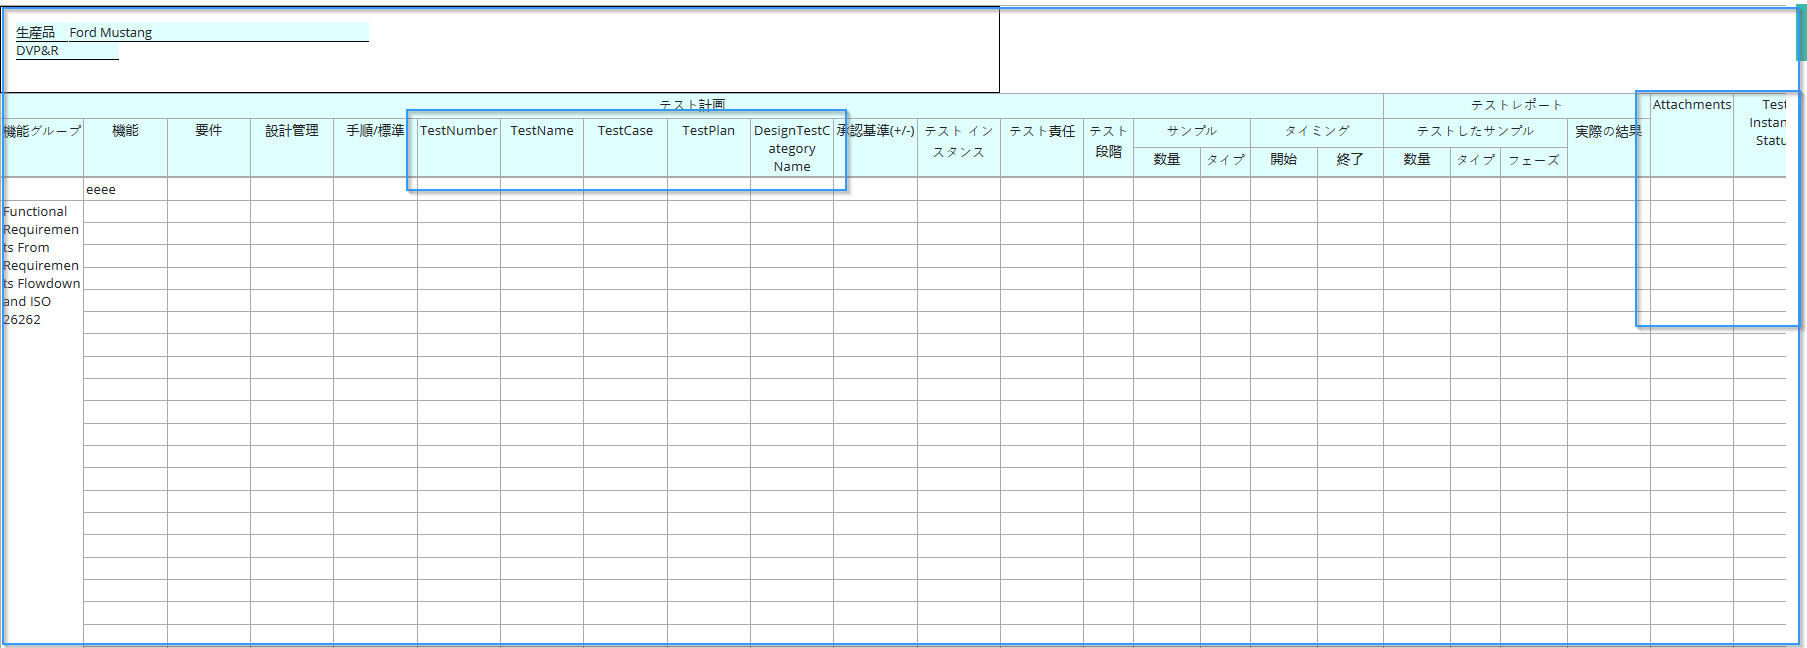 生産品 Ford Mustang
DVP&R
テスト計画
テストレポート
Attachments
Test
Instan
Statu
機能グループ
機能
要件
設計管理
手順/標準
TestNumber
TestName
TestCase
TestPlan
DesignTestC
ategory
Name
承認基準(+/-)
テスト イン
スタンス
テスト責任
テスト
段階
サンプル
タイミング
テストしたサンプル
実際の結果
数量
タイプ
開始
終了
数量
タイプ
フェーズ
eeee
Functional
Requiremen
ts From
Requiremen
ts Flowdown
and ISO
26262